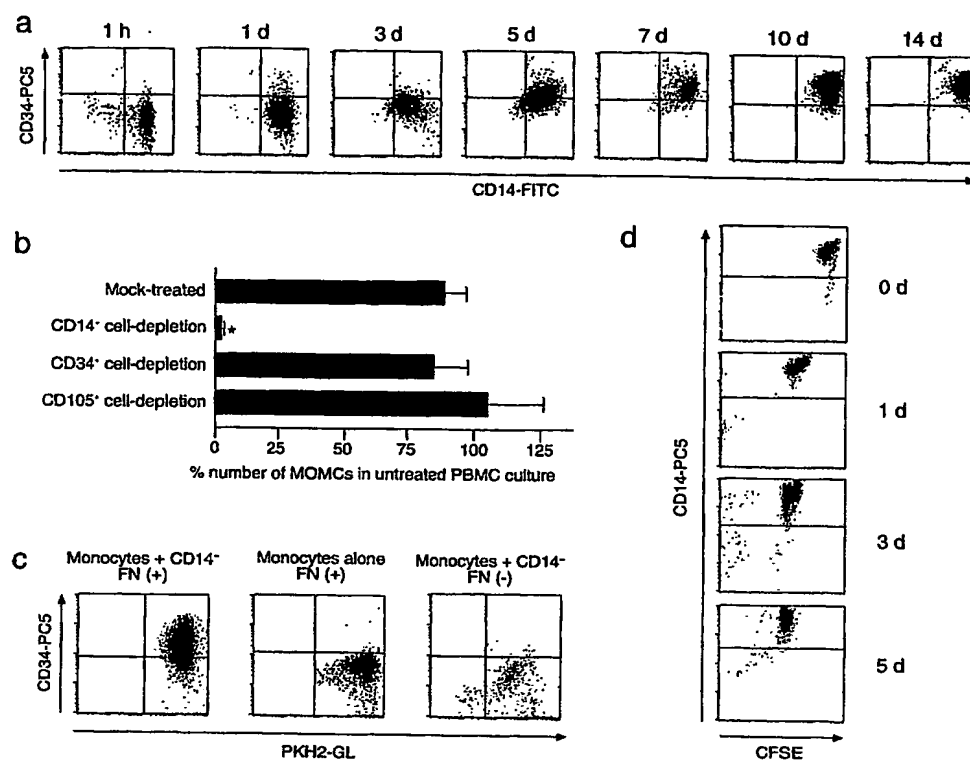 a
1 h 1 d 3 d 5 d 7 d 10 d 14 d
CD34-PC5
CD14-FITC
b
Mock-treated
CD14⁺ cell-depletion
*
CD34⁺ cell-depletion
CD105⁺ cell-depletion
0 25 50 75 100 125
% number of MOMCs in untreated PBMC culture
c
Monocytes + CD14⁻
FN (+)
Monocytes alone
FN (+)
Monocytes + CD14⁻
FN (-)
CD34-PC5
PKH2-GL
d
0 d
1 d
3 d
5 d
CD14-PC5
CFSE